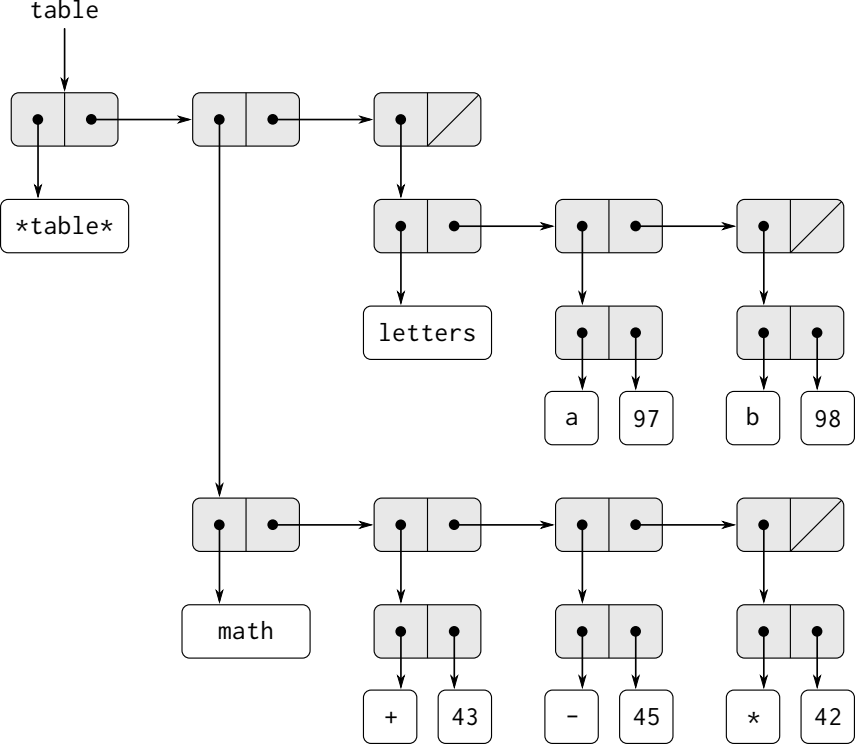 table
*table*
letters
a 97 b 98
math
+ 43 - 45 * 42